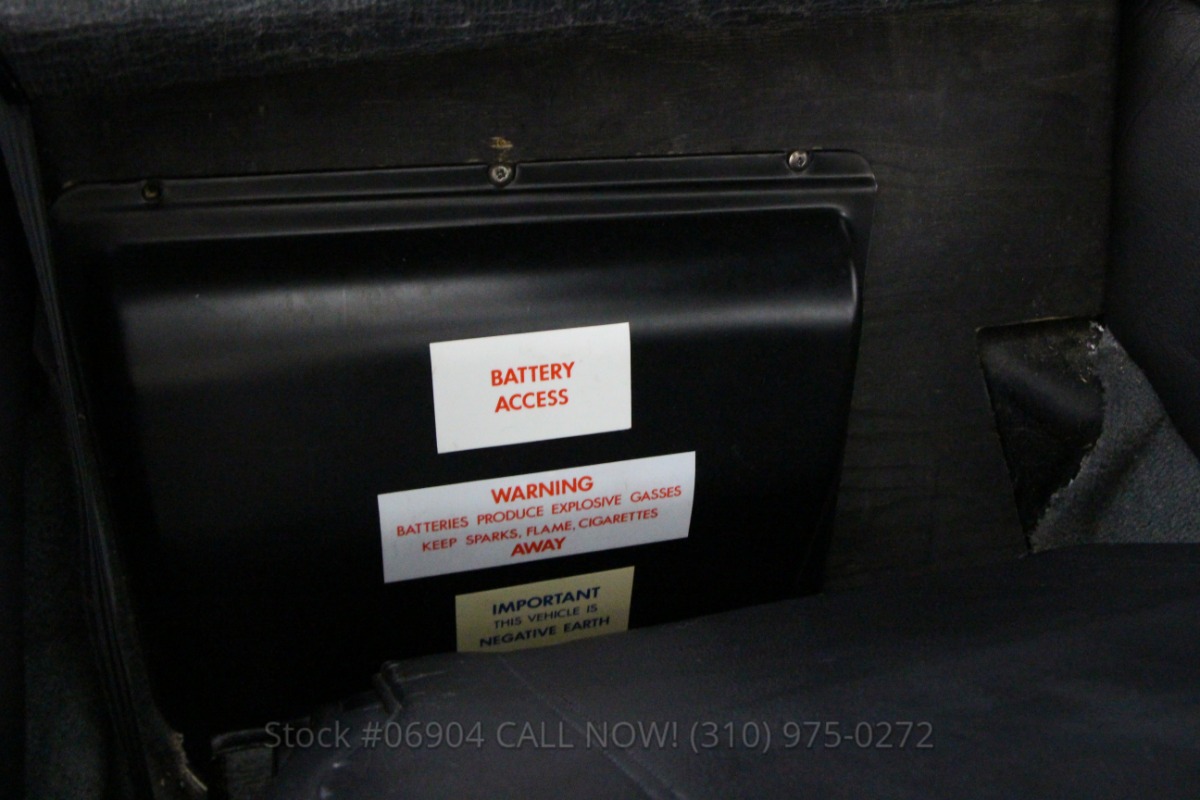 BATTERY
ACCESS
WARNING
BATTERIES PRODUCE EXPLOSIVE GASSES
KEEP SPARKS, FLAME, CIGARETTES
AWAY
IMPORTANT
THIS VEHICLE IS
NEGATIVE EARTH
Stock #06904 CALL NOW! (310) 975-0272